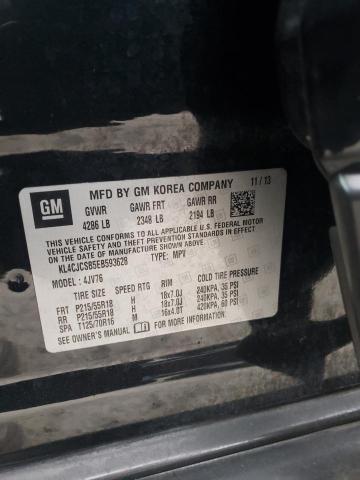 GM
MFD BY GM KOREA COMPANY 11 / 13
GVWR GAWR FRT GAWR RR
4286 LB 2348 LB 2194 LB
THIS VEHICLE CONFORMS TO ALL APPLICABLE U.S. FEDERAL MOTOR
VEHICLE SAFETY AND THEFT PREVENTION STANDARDS IN
EFFECT ON THE DATE OF MANUFACTURE SHOWN ABOVE.
KL4CJCSB5EB593628 TYPE : MPV
MODEL : 4JV76
TIRE SIZE SPEED RTG RIM COLD TIRE PRESSURE
FRT P215/55R18 H 18x7.0J 240KPA, 35 PSI
RR P215/55R18 H 18x7.0J 240KPA, 35 PSI
SPA T125/70R16 M 16x4.0T 420KPA, 60 PSI
SEE OWNER'S MANUAL FOR ADDITIONAL INFORMATION